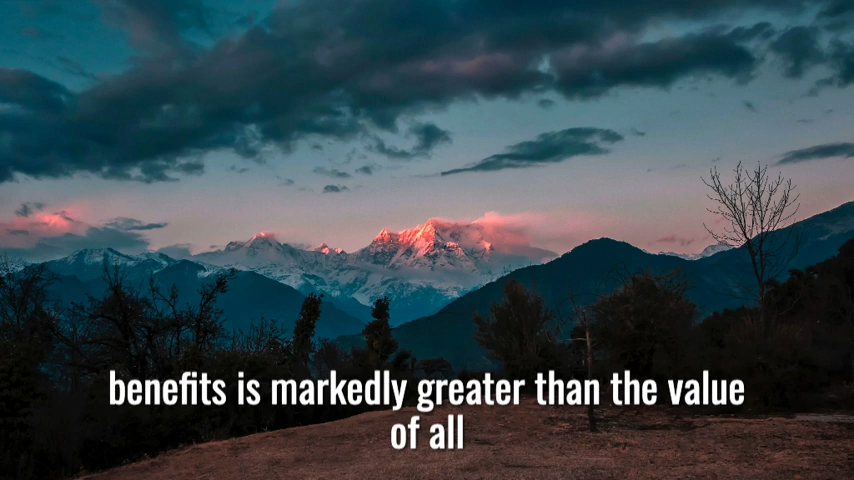 benefits is markedly greater than the value
of all